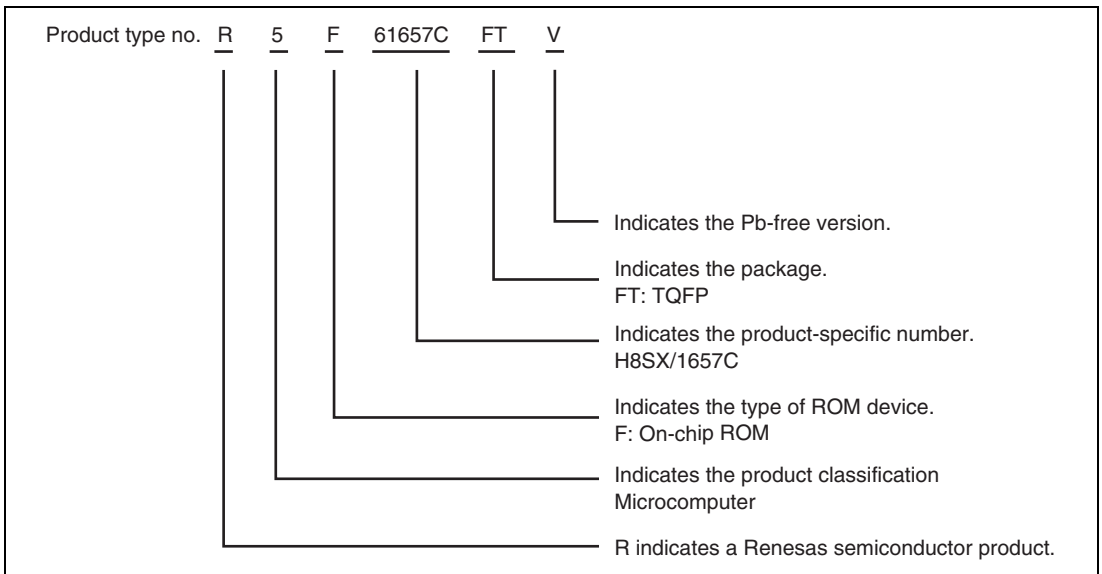 Product type no. R 5 F 61657C FT V
Indicates the Pb-free version.
Indicates the package.
FT: TQFP
Indicates the product-specific number.
H8SX/1657C
Indicates the type of ROM device.
F: On-chip ROM
Indicates the product classification
Microcomputer
R indicates a Renesas semiconductor product.